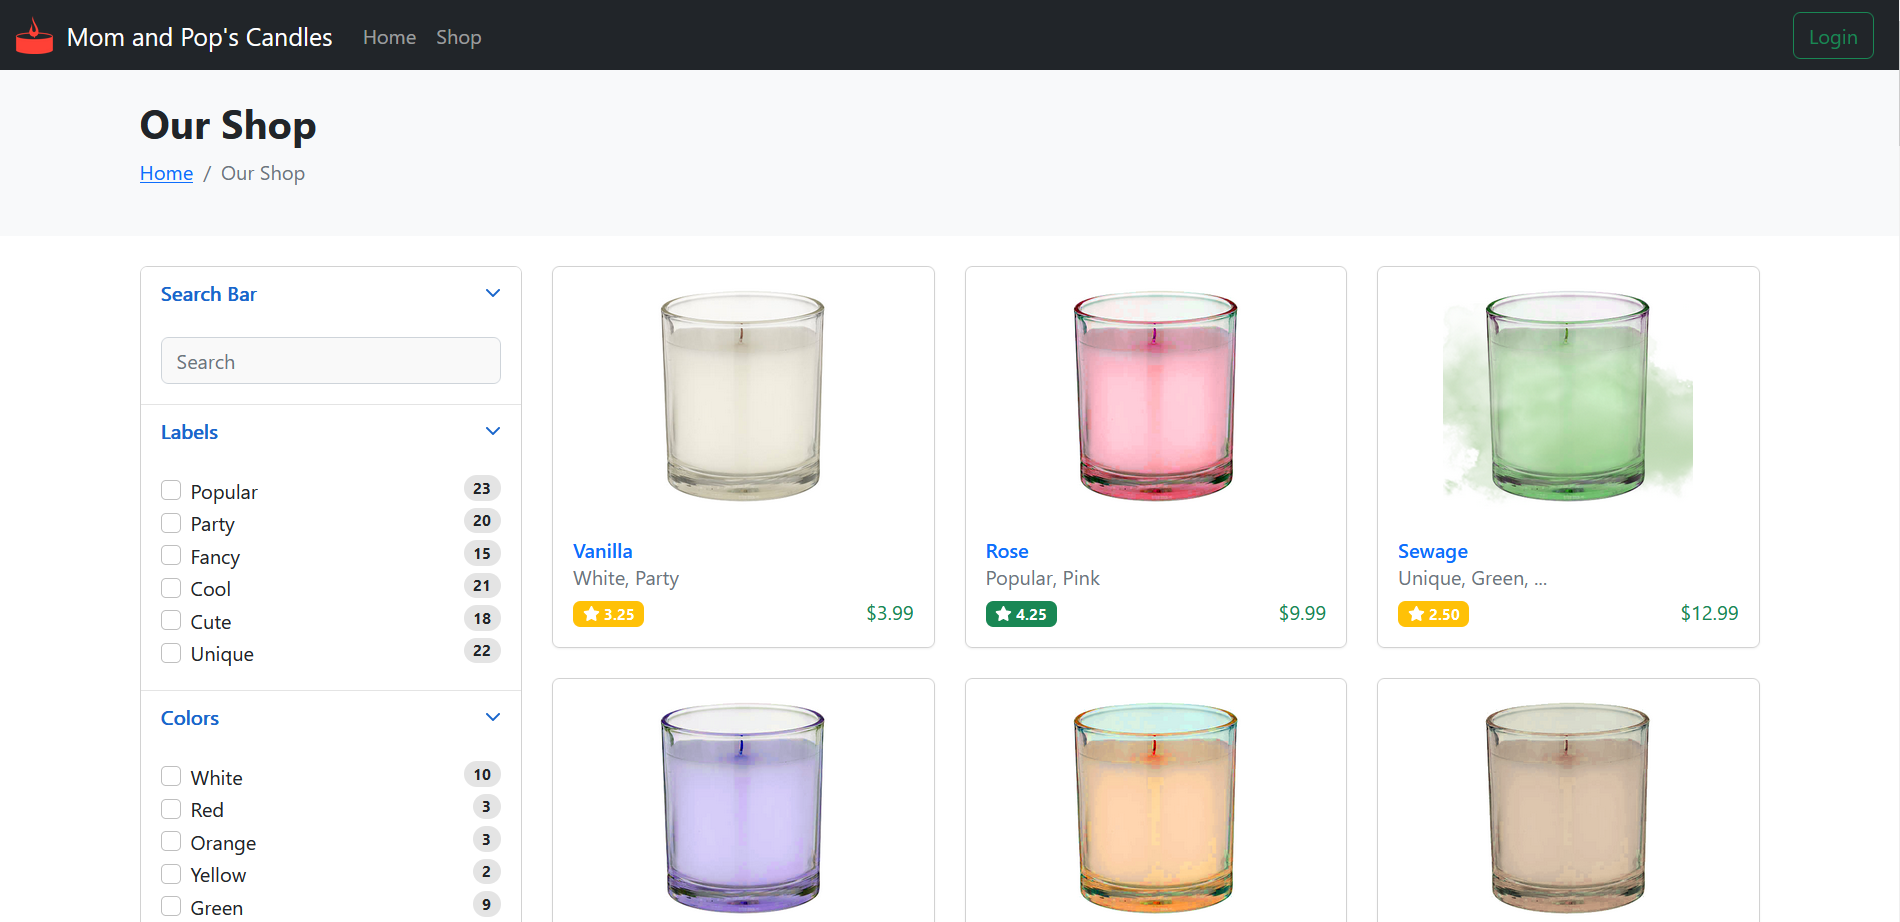 Mom and Pop's Candles Home Shop Login
Our Shop
Home / Our Shop
Search Bar
Search
Labels
Popular 23
Party 20
Fancy 15
Cool 21
Cute 18
Unique 22
Colors
White 10
Red 3
Orange 3
Yellow 2
Green 9
Vanilla
White, Party
3.25 $3.99
Rose
Popular, Pink
4.25 $9.99
Sewage
Unique, Green, ...
2.50 $12.99